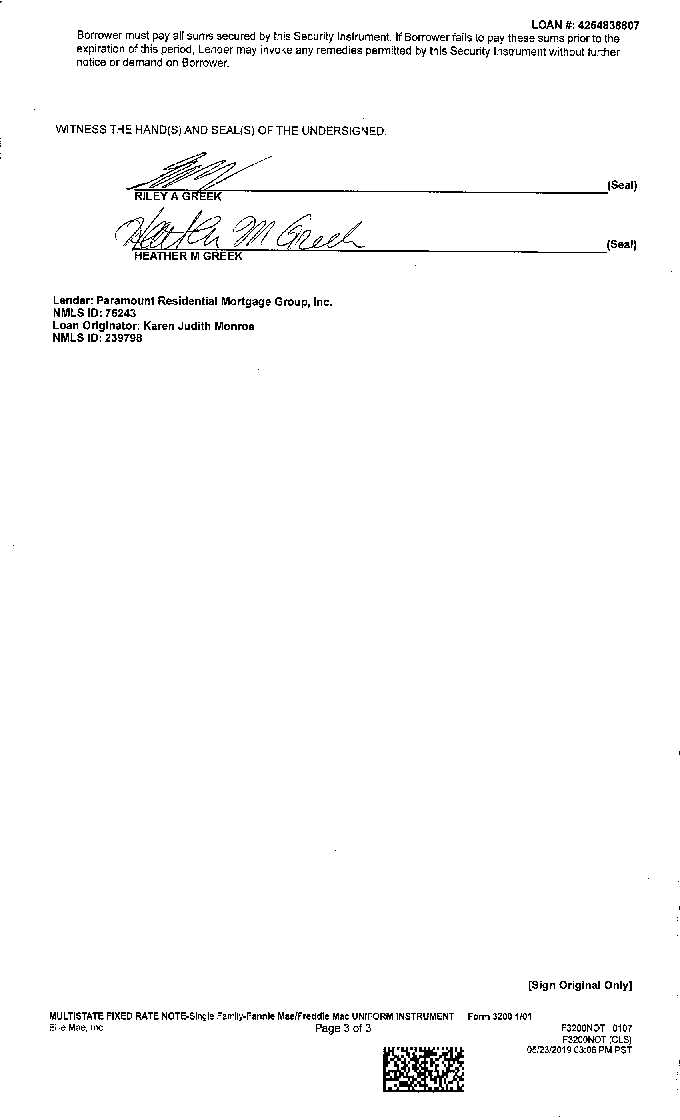 LOAN #: 4264838807
Borrower must pay all sums secured by this Security Instrument. If Borrower fails to pay these sums prior to the
expiration of this period, Lender may invoke any remedies permitted by this Security Instrument without further
notice or demand on Borrower.
WITNESS THE HAND(S) AND SEAL(S) OF THE UNDERSIGNED.
(Seal)
RILEY A GREEK
Heather M Greek
(Seal)
HEATHER M GREEK
Lender: Paramount Residential Mortgage Group, Inc.
NMLS ID: 75243
Loan Originator: Karen Judith Monroe
NMLS ID: 239798
[Sign Original Only]
MULTISTATE FIXED RATE NOTE-Single Family-Fannie Mae/Freddie Mac UNIFORM INSTRUMENT Form 3200 1/01
Ellie Mae, Inc. Page 3 of 3 F3200NOT 0107
F3200NOT (CLS)
05/23/2019 03:06 PM PST